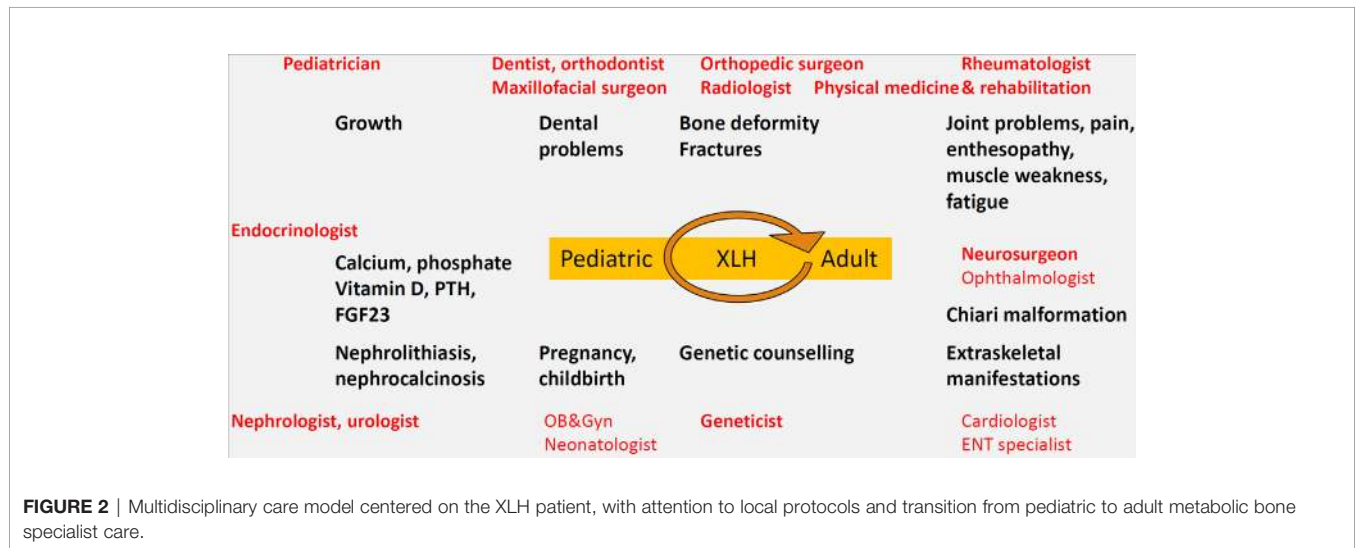 Pediatrician
Dentist, orthodontist
Maxillofacial surgeon
Orthopedic surgeon
Radiologist
Physical medicine & rehabilitation
Rheumatologist
Growth
Dental
problems
Bone deformity
Fractures
Joint problems, pain,
enthesopathy,
muscle weakness,
fatigue
Endocrinologist
Calcium, phosphate
Vitamin D, PTH,
FGF23
Pediatric
XLH
Adult
Neurosurgeon
Ophthalmologist
Chiari malformation
Nephrolithiasis,
nephrocalcinosis
Pregnancy,
childbirth
Genetic counselling
Extraskeletal
manifestations
Nephrologist, urologist
OB&Gyn
Neonatologist
Geneticist
Cardiologist
ENT specialist
FIGURE 2 | Multidisciplinary care model centered on the XLH patient, with attention to local protocols and transition from pediatric to adult metabolic bone
specialist care.